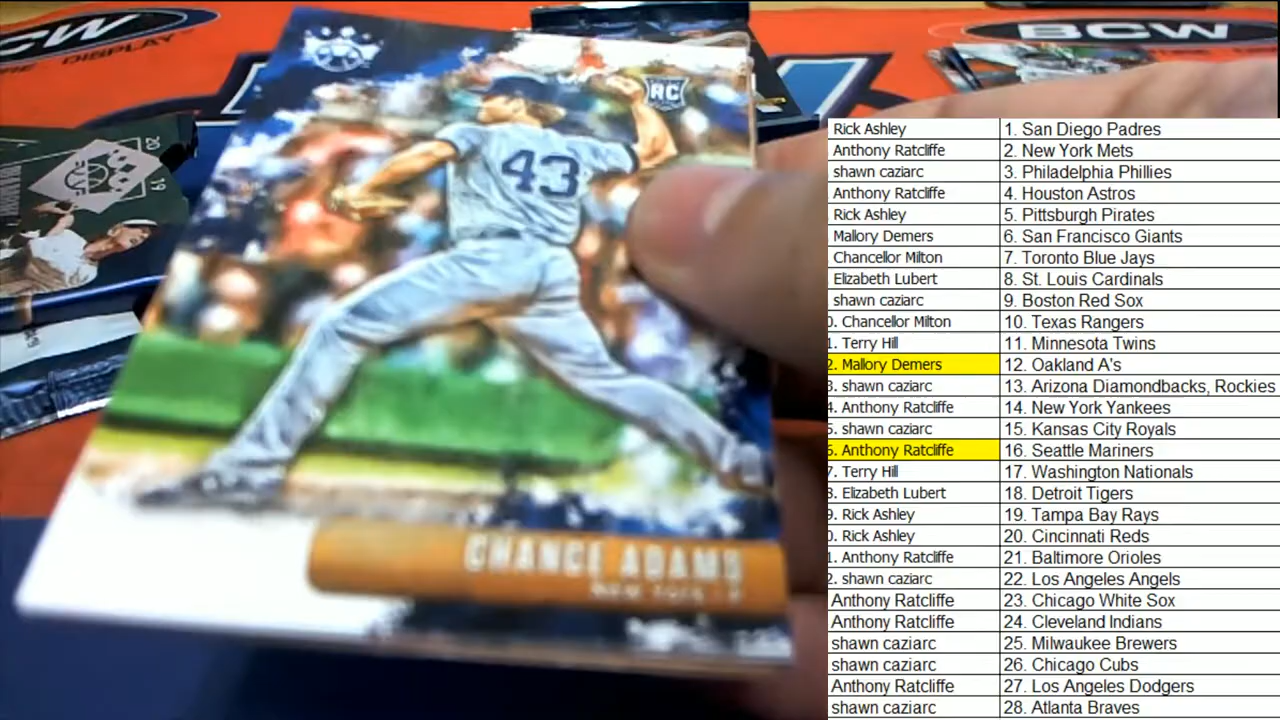 CW
BCW
DISPLAY
RC
43
20
19
CHANCE ADAMS
NEW YORK
Rick Ashley 1. San Diego Padres
Anthony Ratcliffe 2. New York Mets
shawn caziarc 3. Philadelphia Phillies
Anthony Ratcliffe 4. Houston Astros
Rick Ashley 5. Pittsburgh Pirates
Mallory Demers 6. San Francisco Giants
Chancellor Milton 7. Toronto Blue Jays
Elizabeth Lubert 8. St. Louis Cardinals
shawn caziarc 9. Boston Red Sox
0. Chancellor Milton 10. Texas Rangers
1. Terry Hill 11. Minnesota Twins
2. Mallory Demers 12. Oakland A's
3. shawn caziarc 13. Arizona Diamondbacks, Rockies
4. Anthony Ratcliffe 14. New York Yankees
5. shawn caziarc 15. Kansas City Royals
6. Anthony Ratcliffe 16. Seattle Mariners
7. Terry Hill 17. Washington Nationals
8. Elizabeth Lubert 18. Detroit Tigers
9. Rick Ashley 19. Tampa Bay Rays
0. Rick Ashley 20. Cincinnati Reds
1. Anthony Ratcliffe 21. Baltimore Orioles
2. shawn caziarc 22. Los Angeles Angels
Anthony Ratcliffe 23. Chicago White Sox
Anthony Ratcliffe 24. Cleveland Indians
shawn caziarc 25. Milwaukee Brewers
shawn caziarc 26. Chicago Cubs
Anthony Ratcliffe 27. Los Angeles Dodgers
shawn caziarc 28. Atlanta Braves